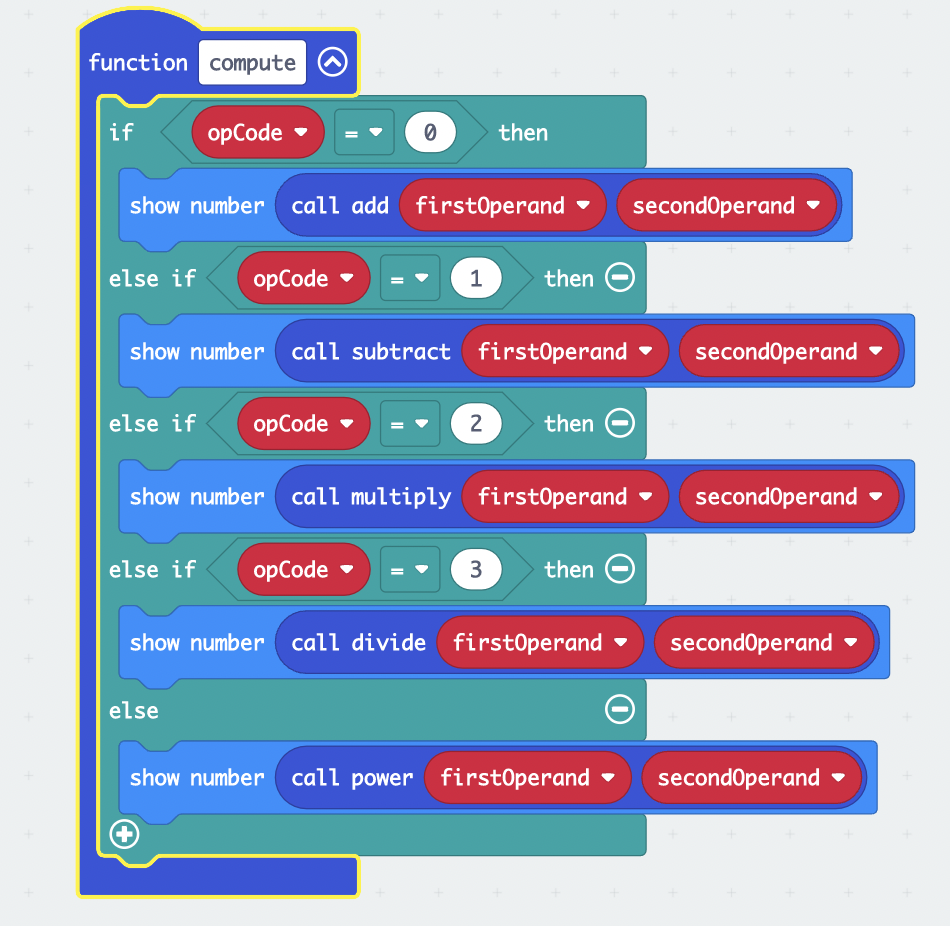 function compute
if opCode = 0 then
show number call add firstOperand secondOperand
else if opCode = 1 then
show number call subtract firstOperand secondOperand
else if opCode = 2 then
show number call multiply firstOperand secondOperand
else if opCode = 3 then
show number call divide firstOperand secondOperand
else
show number call power firstOperand secondOperand